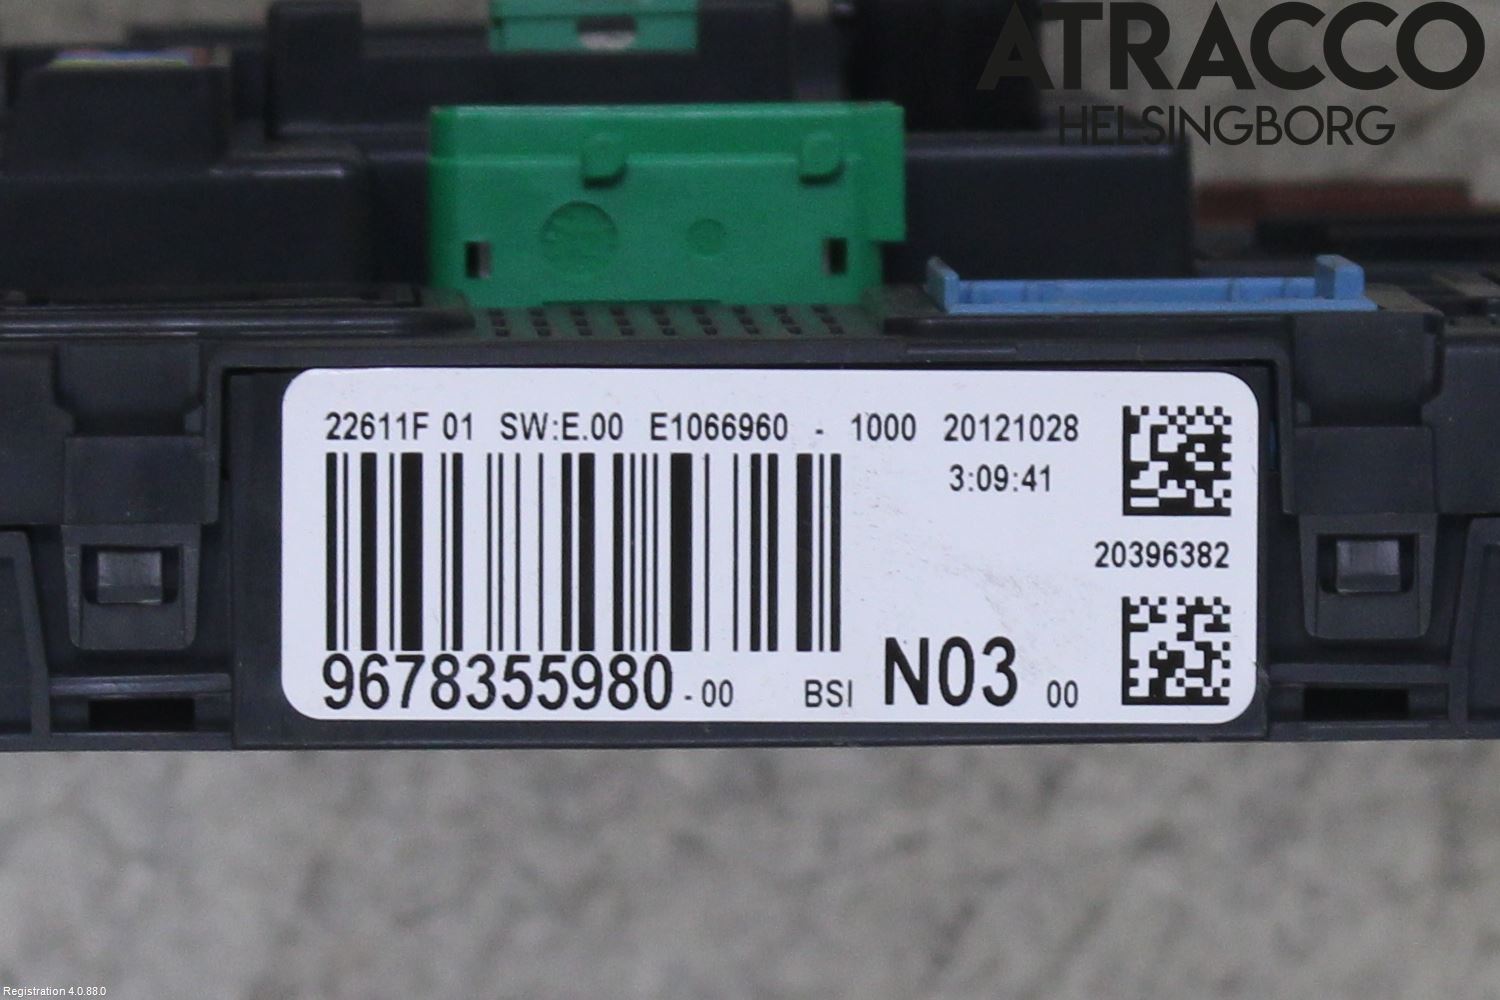 ATRACCO
HELSINGBORG
22611F 01 SW:E.00 E1066960 - 1000 20121028
3:09:41
20396382
9678355980 - 00 BSI N03 00
Registration 4.0.88.0